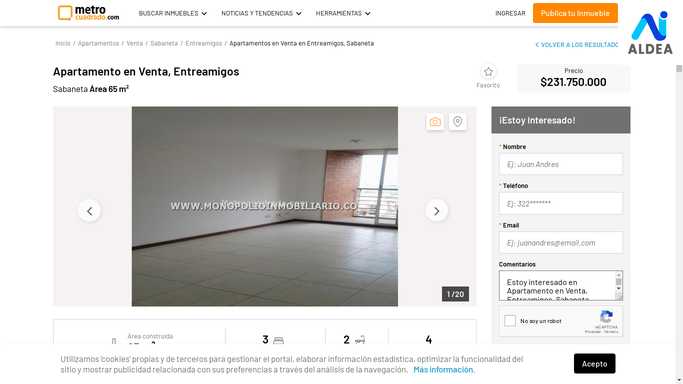 metro
cuadrado.com
BUSCAR INMUEBLES
NOTICIAS Y TENDENCIAS
HERRAMIENTAS
INGRESAR
Publica tu Inmueble
ALDEA
Inicio / Apartamentos / Venta / Sabaneta / Entreamigos / Apartamentos en Venta en Entreamigos, Sabaneta
VOLVER A LOS RESULTADO
Apartamento en Venta, Entreamigos
Sabaneta Área 65 m²
Favorito
Precio
$231.750.000
WWW.MONOPOLIOINMOBILIARIO.CO
1 /20
¡Estoy Interesado!
* Nombre
Ej: Juan Andres
* Teléfono
Ej: 322*******
* Email
Ej: juanandres@email.com
Comentarios
Estoy interesado en
Apartamento en Venta,
Entreamigos, Sabaneta
No soy un robot
reCAPTCHA
Privacidad - Términos
Área construida
3
2
4
Utilizamos 'cookies' propias y de terceros para gestionar el portal, elaborar información estadística, optimizar la funcionalidad del
sitio y mostrar publicidad relacionada con sus preferencias a través del análisis de la navegación. Más información.
Acepto